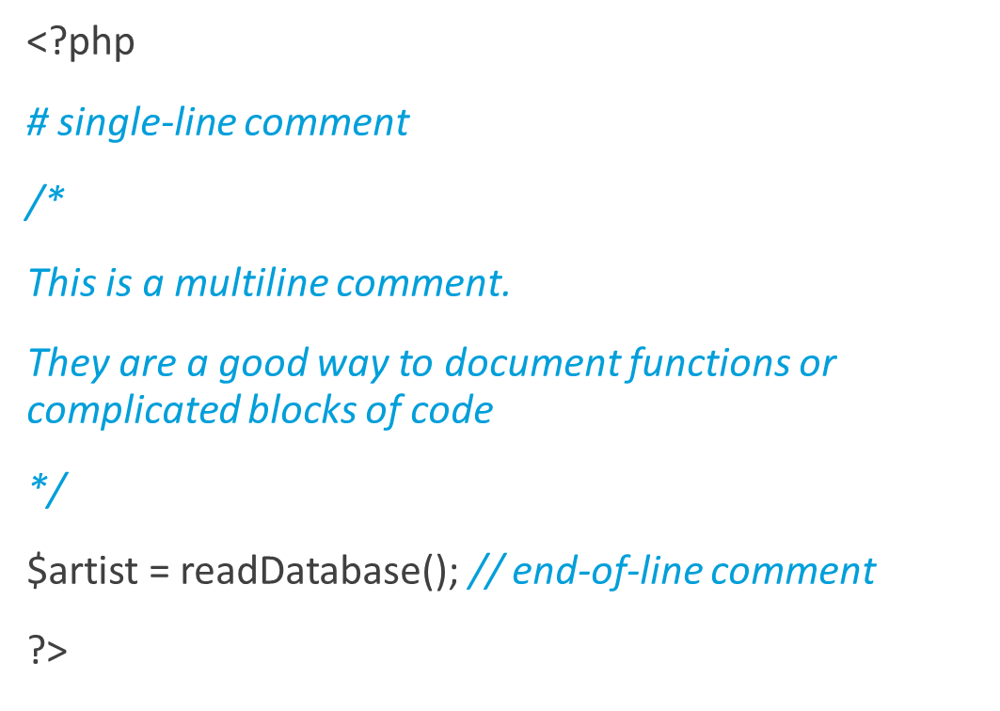 <?php
# single-line comment
/*
This is a multiline comment.
They are a good way to document functions or
complicated blocks of code
*/
$artist = readDatabase(); // end-of-line comment
?>